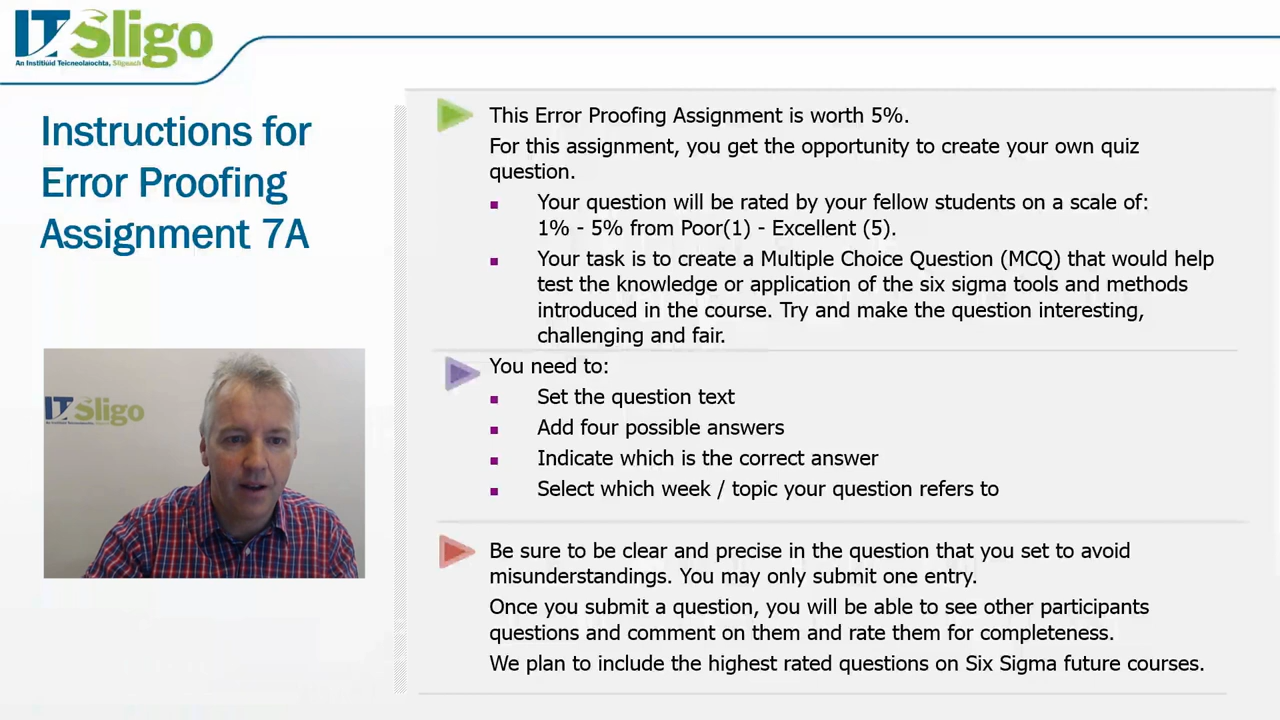 ITSligo
An Institiúid Teicneolaíochta, Sligeach
Instructions for
Error Proofing
Assignment 7A
ITSligo
This Error Proofing Assignment is worth 5%.
For this assignment, you get the opportunity to create your own quiz
question.
Your question will be rated by your fellow students on a scale of:
1% - 5% from Poor(1) - Excellent (5).
Your task is to create a Multiple Choice Question (MCQ) that would help
test the knowledge or application of the six sigma tools and methods
introduced in the course. Try and make the question interesting,
challenging and fair.
You need to:
Set the question text
Add four possible answers
Indicate which is the correct answer
Select which week / topic your question refers to
Be sure to be clear and precise in the question that you set to avoid
misunderstandings. You may only submit one entry.
Once you submit a question, you will be able to see other participants
questions and comment on them and rate them for completeness.
We plan to include the highest rated questions on Six Sigma future courses.